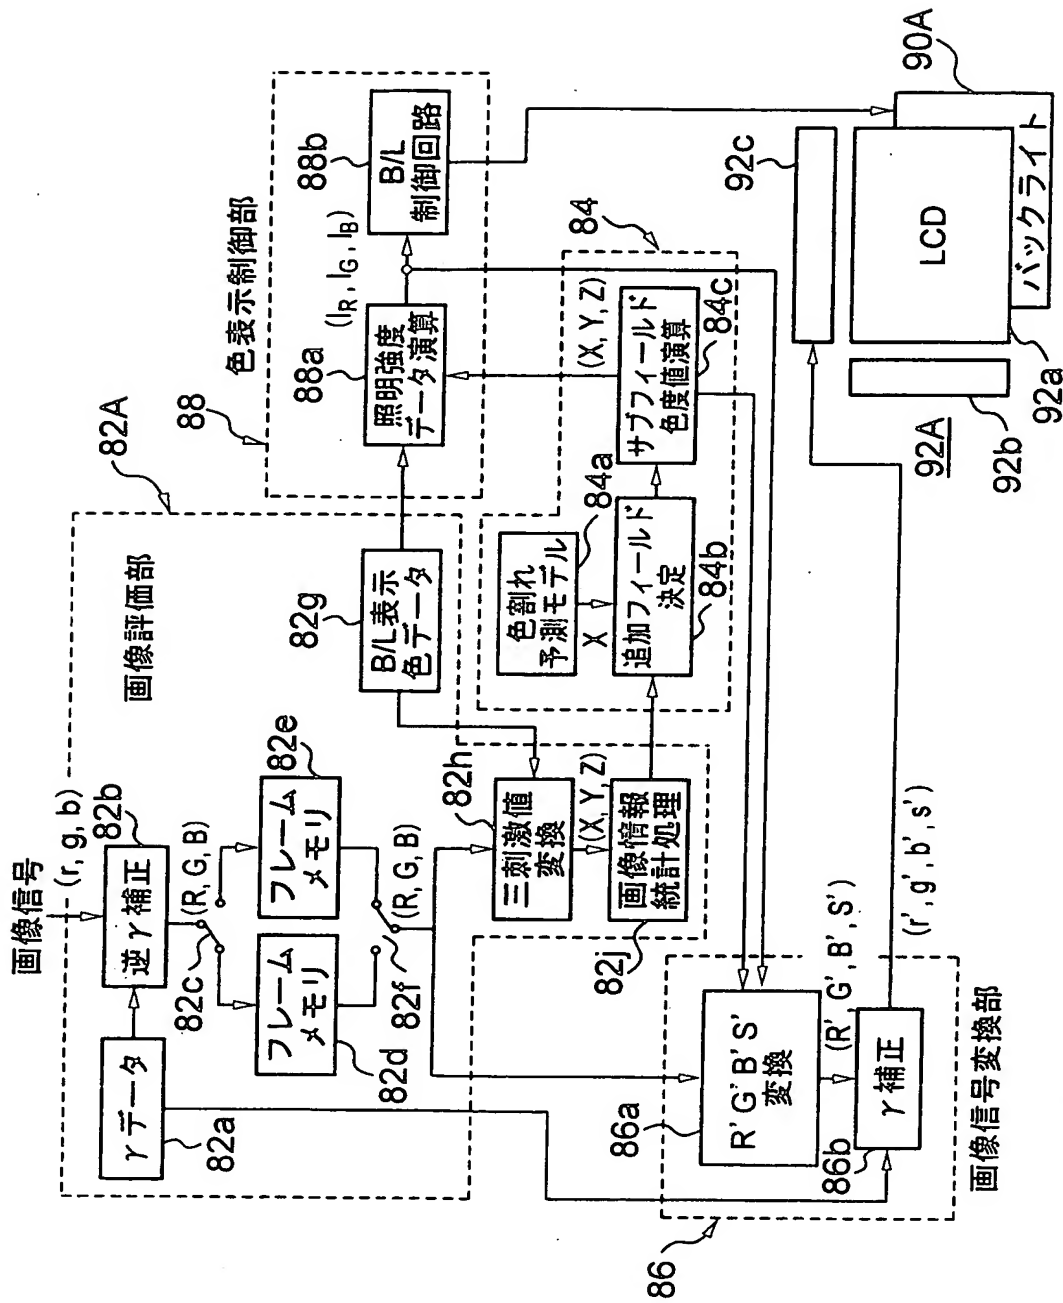 画像信号
(r, g, b)
82A
82b
逆γ補正
γデータ
82a
(R, G, B)
82c
画像評価部
フレーム
メモリ
82d
フレーム
メモリ
82e
82f
(R, G, B)
82g
B/L表示
色データ
82h
三刺激値
変換
(X, Y, Z)
画像情報
統計処理
82j
88
色表示制御部
88a
照明強度
データ演算
(IR, IG, IB)
88b
B/L
制御回路
84
色割れ
予測モデル
84a
X
追加フィールド
決定
84b
(X, Y, Z)
サブフィールド
色度値演算
84c
86
画像信号変換部
86a
R'G'B'S'
変換
(R', G', B', S')
86b
γ補正
(r', g', b', s')
92A
92b
92c
92a
LCD
バックライト
90A